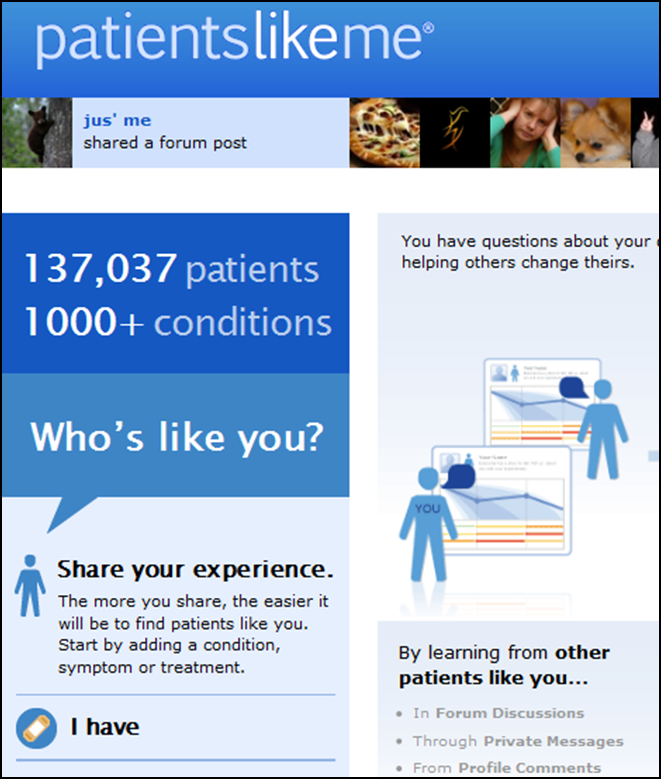 patientslikeme®
jus' me
shared a forum post
137,037 patients
1000+ conditions
Who's like you?
Share your experience.
The more you share, the easier it
will be to find patients like you.
Start by adding a condition,
symptom or treatment.
I have
You have questions about your
helping others change theirs.
Your Name
YOU
By learning from other
patients like you...
• In Forum Discussions
• Through Private Messages
• From Profile Comments